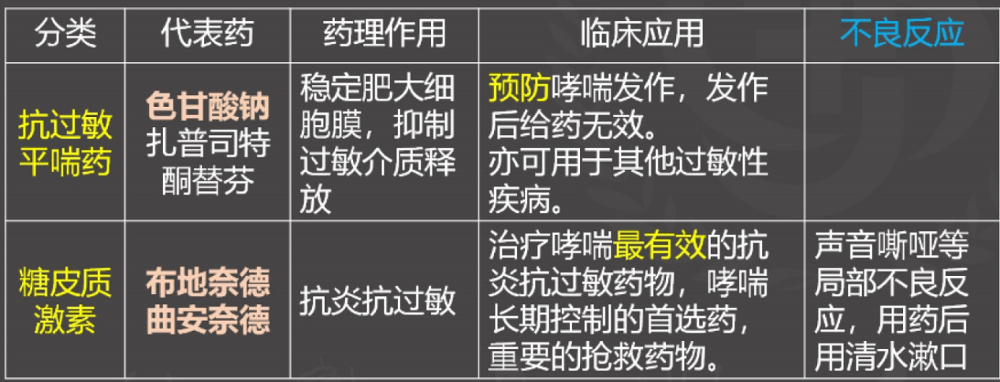 分类
代表药
药理作用
临床应用
不良反应
抗过敏
平喘药
色甘酸钠
扎普司特
酮替芬
稳定肥大细
胞膜，抑制
过敏介质释
放
预防哮喘发作，发作
后给药无效。
亦可用于其他过敏性
疾病。
糖皮质
激素
布地奈德
曲安奈德
抗炎抗过敏
治疗哮喘最有效的抗
炎抗过敏药物，哮喘
长期控制的首选药，
重要的抢救药物。
声音嘶哑等
局部不良反
应，用药后
用清水漱口